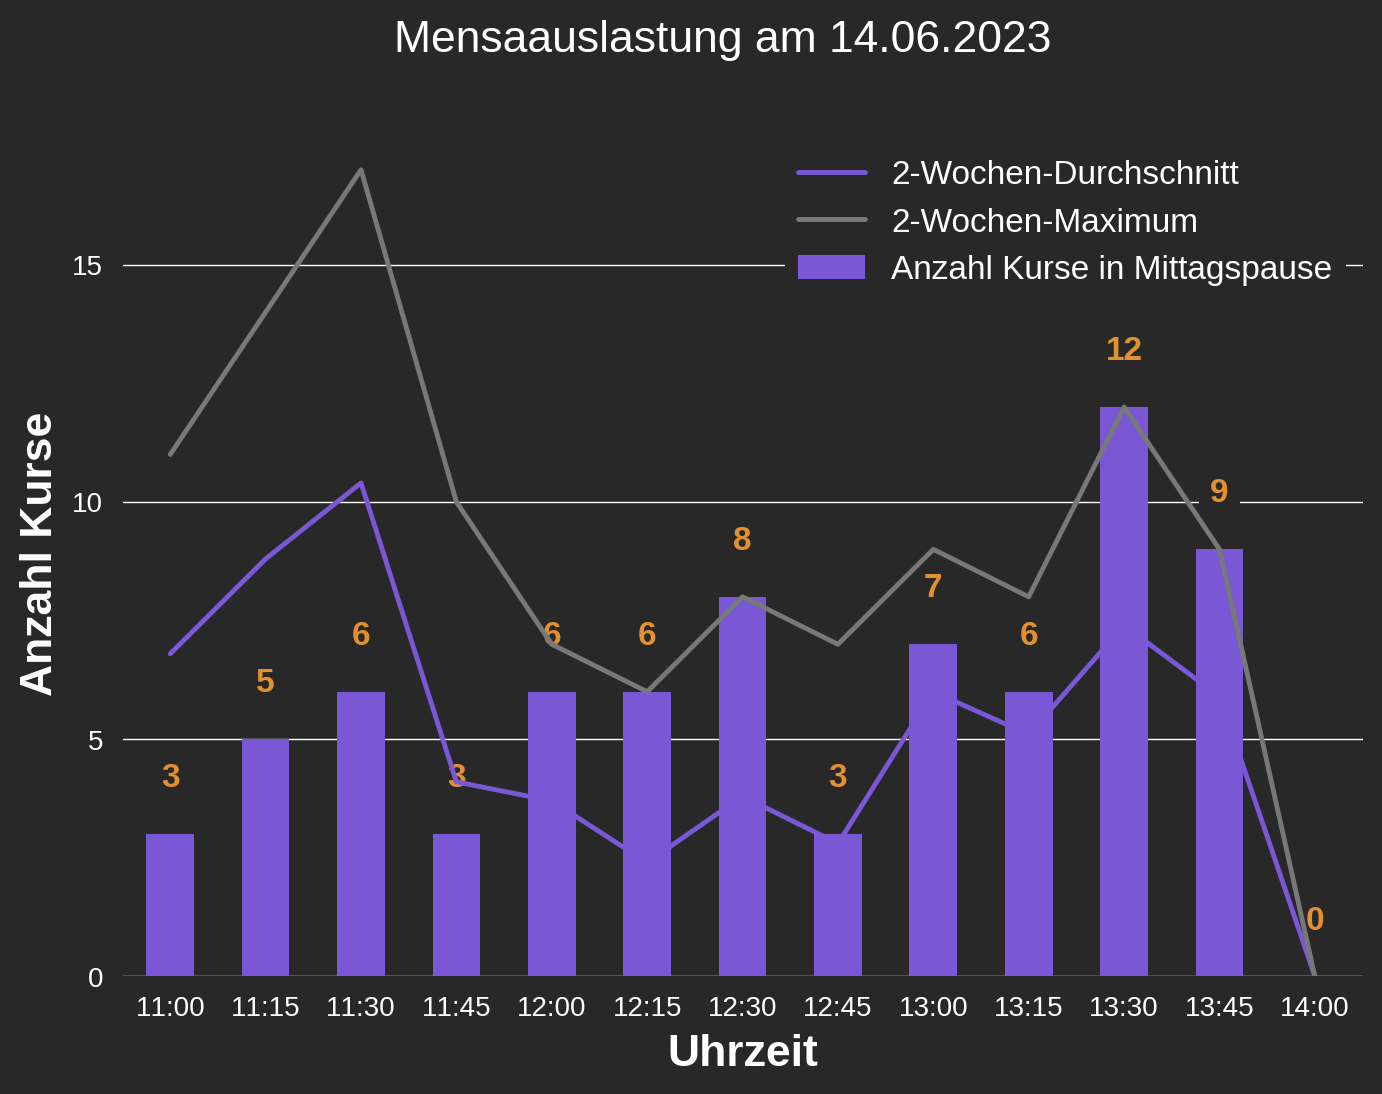 Mensaauslastung am 14.06.2023
2-Wochen-Durchschnitt
2-Wochen-Maximum
Anzahl Kurse in Mittagspause
Anzahl Kurse
15
10
5
0
3
5
6
3
6
6
8
3
7
6
12
9
0
11:00 11:15 11:30 11:45 12:00 12:15 12:30 12:45 13:00 13:15 13:30 13:45 14:00
Uhrzeit